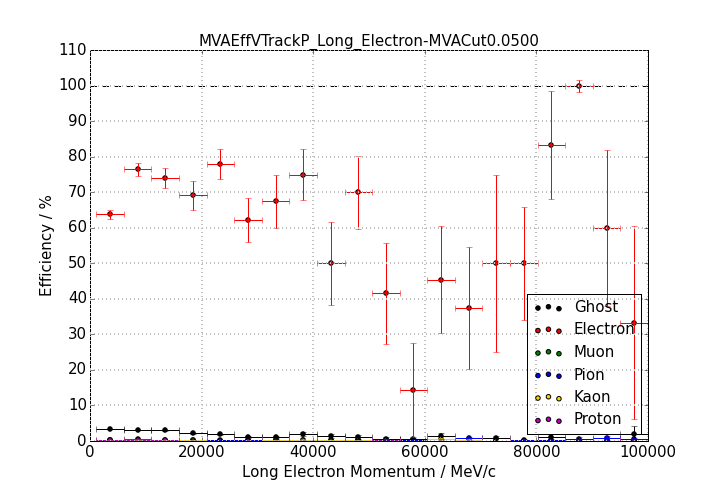 MVAEffVTrackP_Long_Electron-MVACut0.0500
110
100
90
80
70
60
50
40
30
20
10
0
Efficiency / %
Ghost
Electron
Muon
Pion
Kaon
Proton
0 20000 40000 60000 80000 100000
Long Electron Momentum / MeV/c